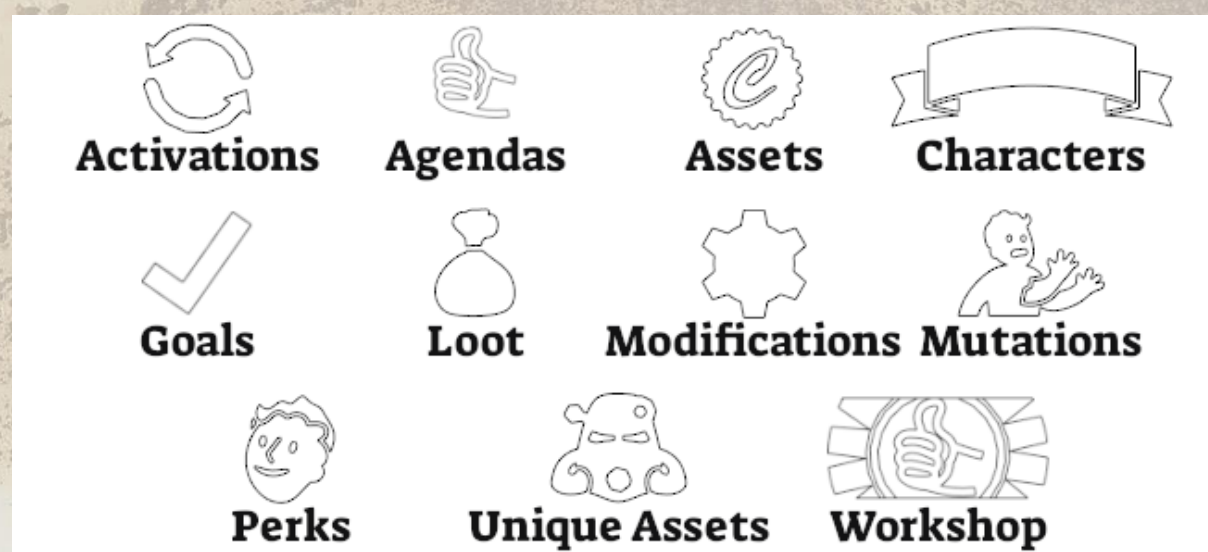 Activations Agendas Assets Characters
Goals Loot Modifications Mutations
Perks Unique Assets Workshop